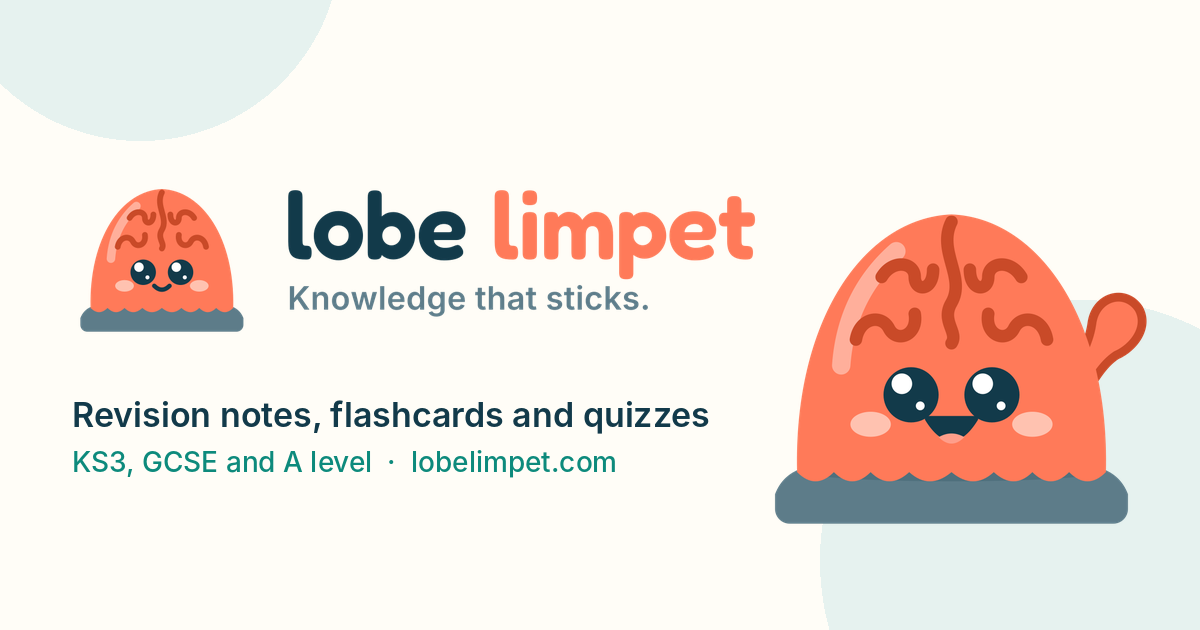 lobe limpet
Knowledge that sticks.
Revision notes, flashcards and quizzes
KS3, GCSE and A level · lobelimpet.com